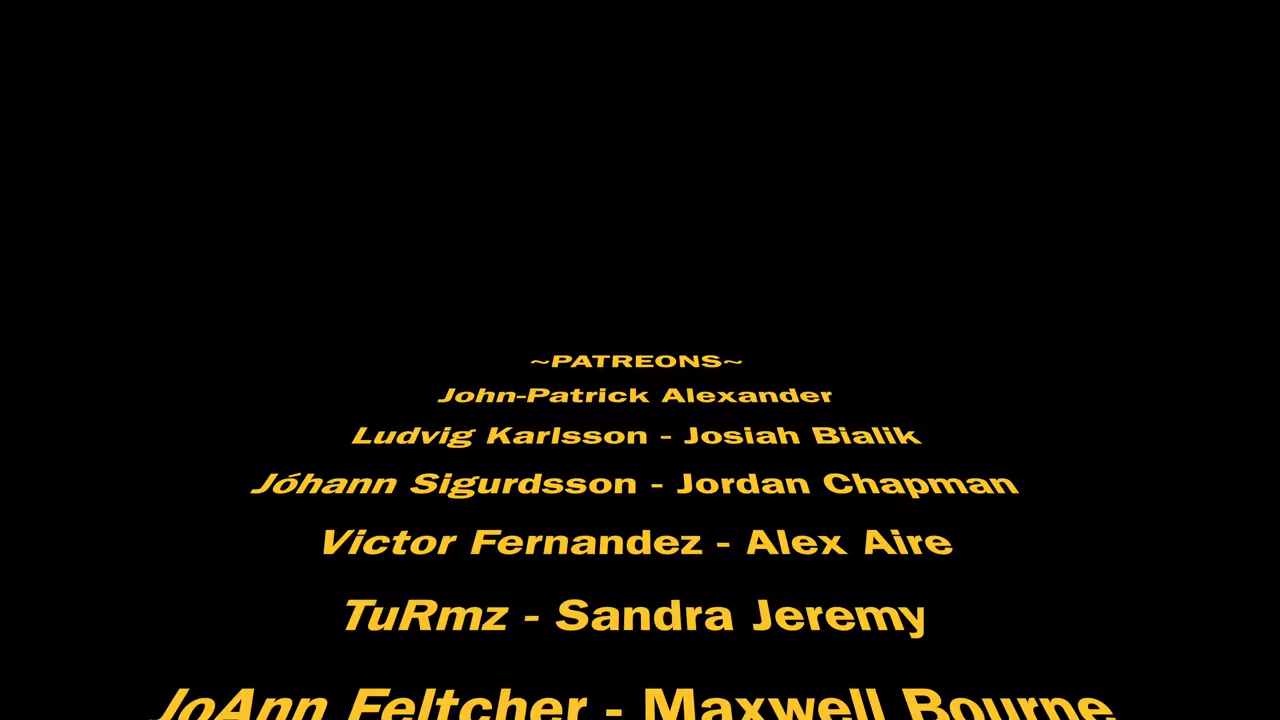 ~PATREONS~
John-Patrick Alexander
Ludvig Karlsson - Josiah Bialik
Jóhann Sigurdsson - Jordan Chapman
Victor Fernandez - Alex Aire
TuRmz - Sandra Jeremy
JoAnn Feltcher - Maxwell Bourne